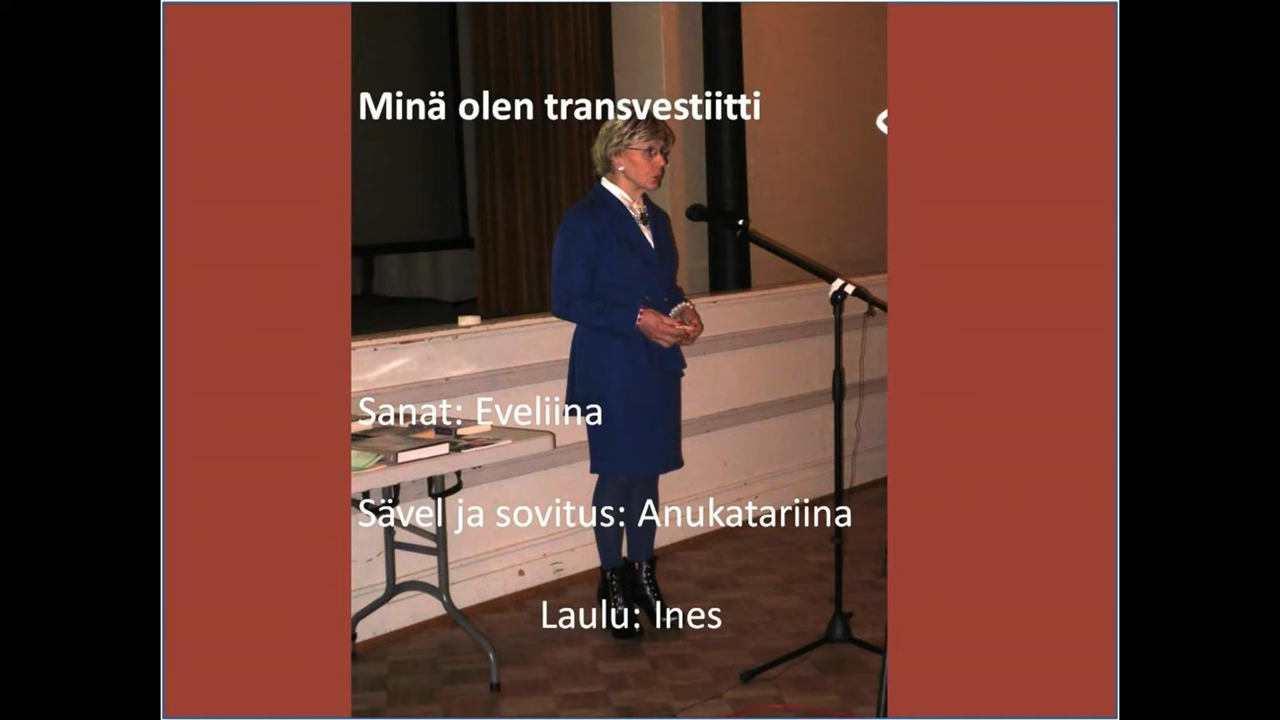 Minä olen transvestiitti
Sanat: Eveliina
Sävel ja sovitus: Anukatariina
Laulu: Ines